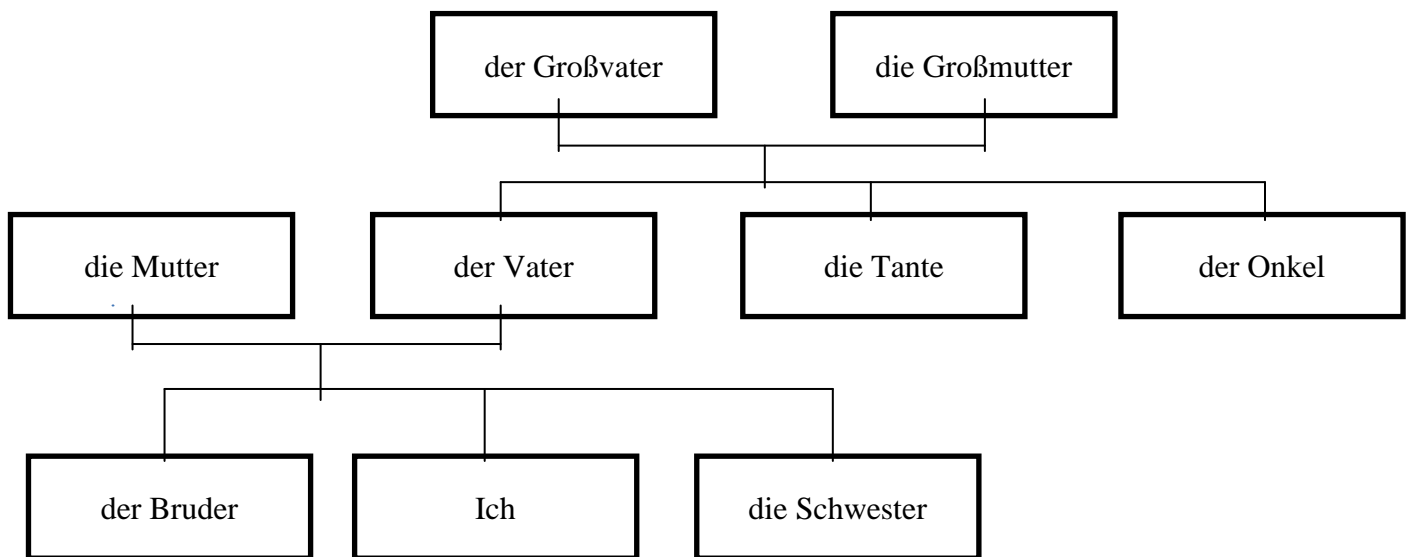 der Großvater die Großmutter
die Mutter der Vater die Tante der Onkel
der Bruder Ich die Schwester